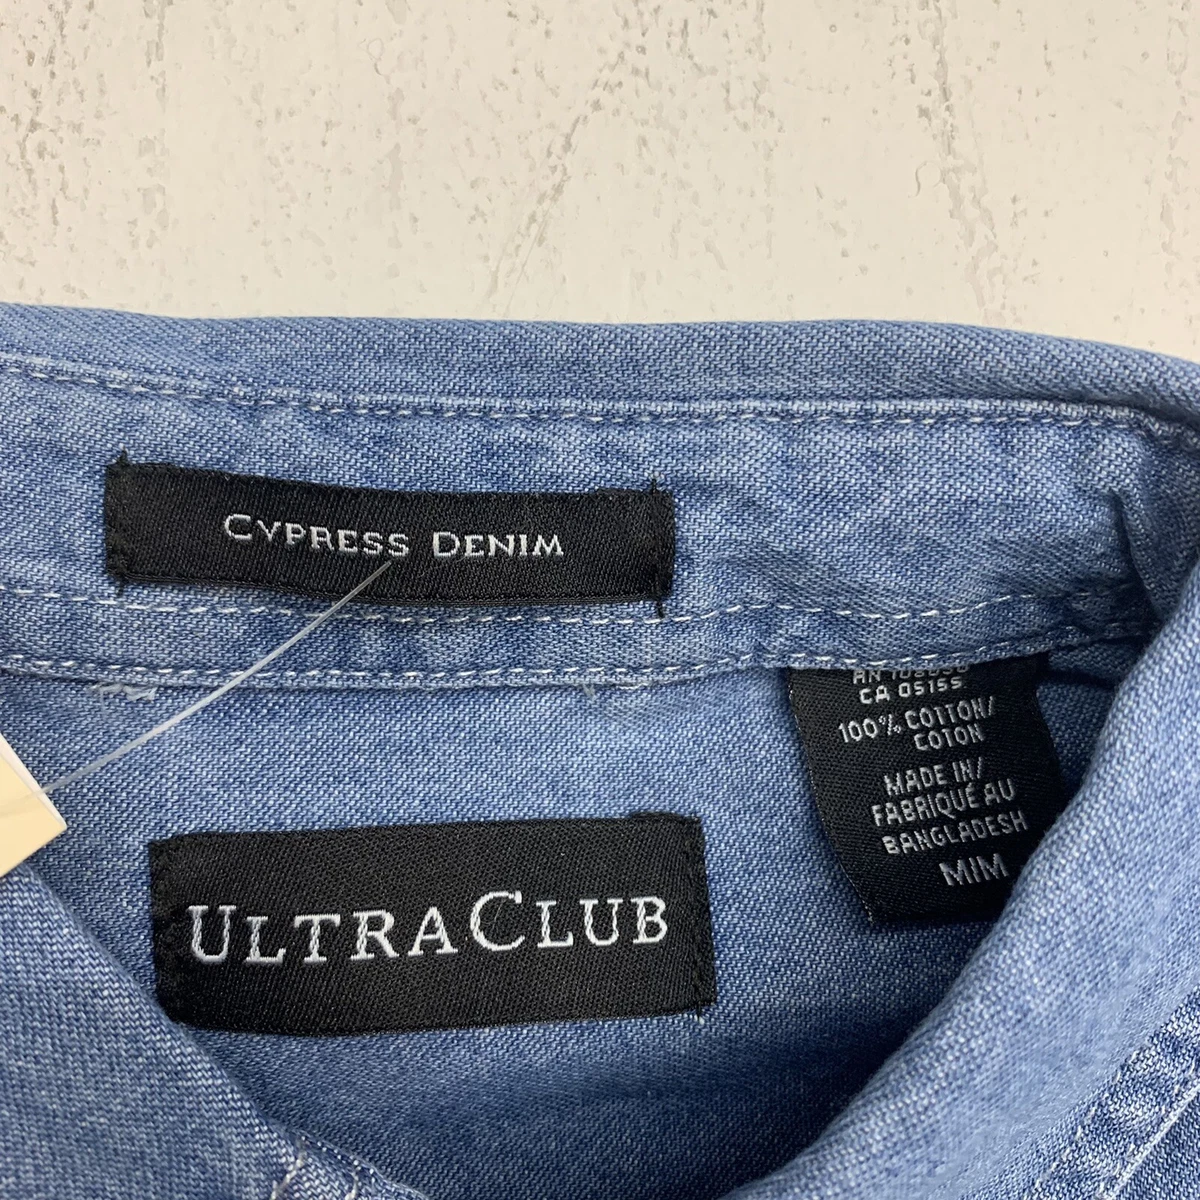 CYPRESS DENIM
CA 05155
100% COTTON/
COTON
MADE IN/
FABRIQUÉ AU
BANGLADESH
M/M
ULTRACLUB